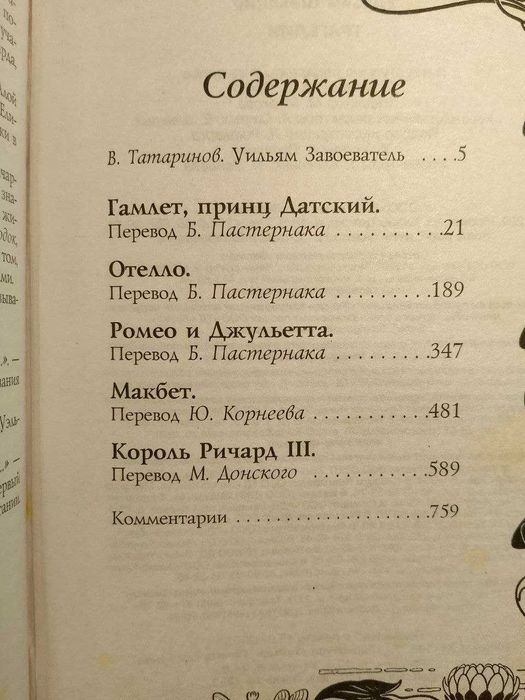 Содержание
В. Татаринов. Уильям Завоеватель . . . .5
Гамлет, принц Датский.
Перевод Б. Пастернака . . . . . . . . . .21
Отелло.
Перевод Б. Пастернака . . . . . . . . . .189
Ромео и Джульетта.
Перевод Б. Пастернака . . . . . . . . . .347
Макбет.
Перевод Ю. Корнеева . . . . . . . . . . .481
Король Ричард III.
Перевод М. Донского . . . . . . . . . . .589
Комментарии . . . . . . . . . . . . . . . . . .759